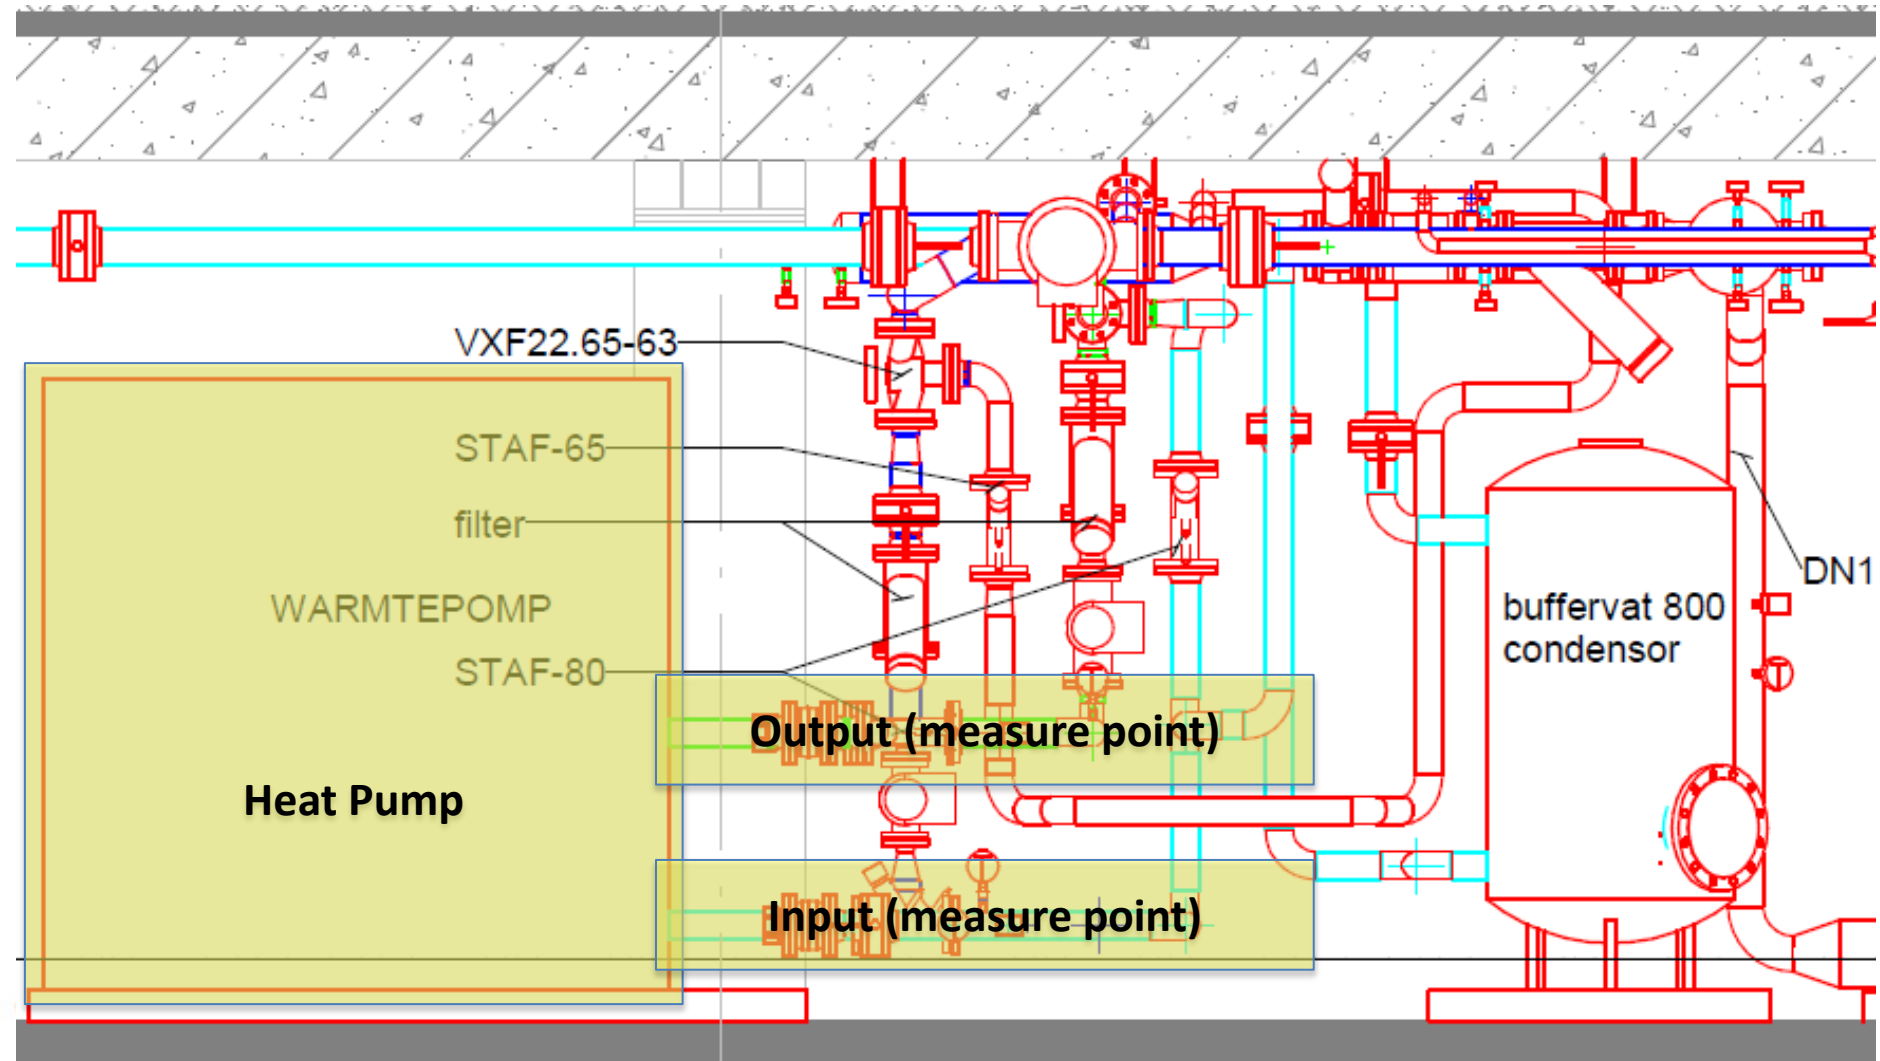 VXF22.65-63
STAF-65
filter
WARMTEPOMP
STAF-80
Heat Pump
Output (measure point)
Input (measure point)
buffervat 800
condensor
DN1